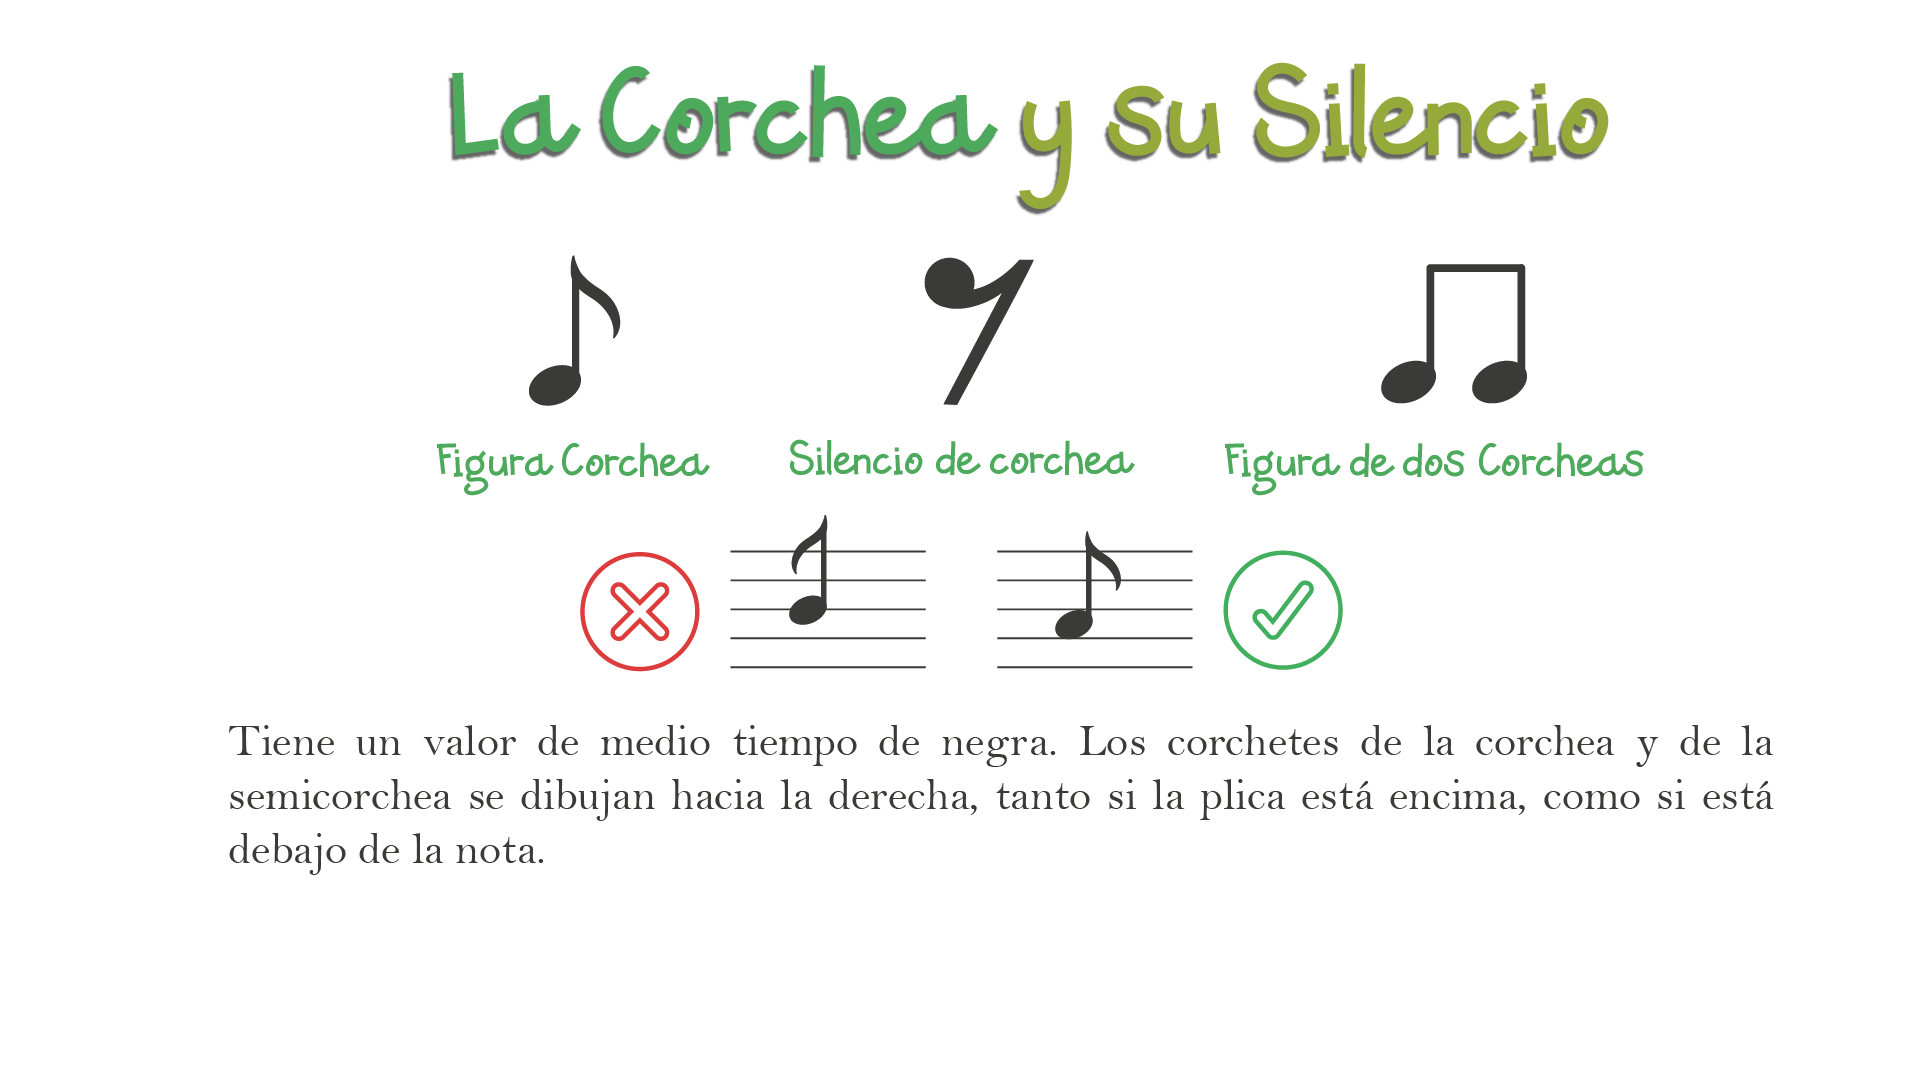 La Corchea y su Silencio
Figura Corchea
Silencio de corchea
Figura de dos Corcheas
Tiene un valor de medio tiempo de negra. Los corchetes de la corchea y de la
semicorchea se dibujan hacia la derecha, tanto si la plica está encima, como si está
debajo de la nota.